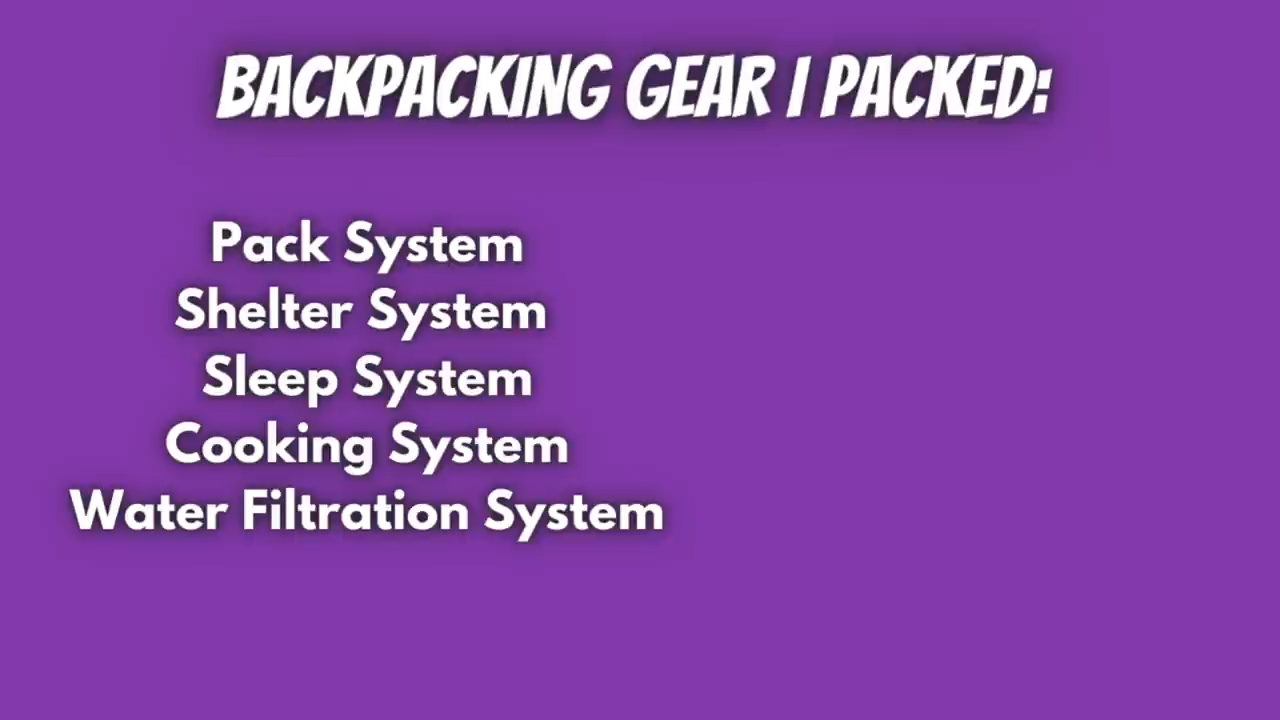 BACKPACKING GEAR I PACKED:
Pack System
Shelter System
Sleep System
Cooking System
Water Filtration System